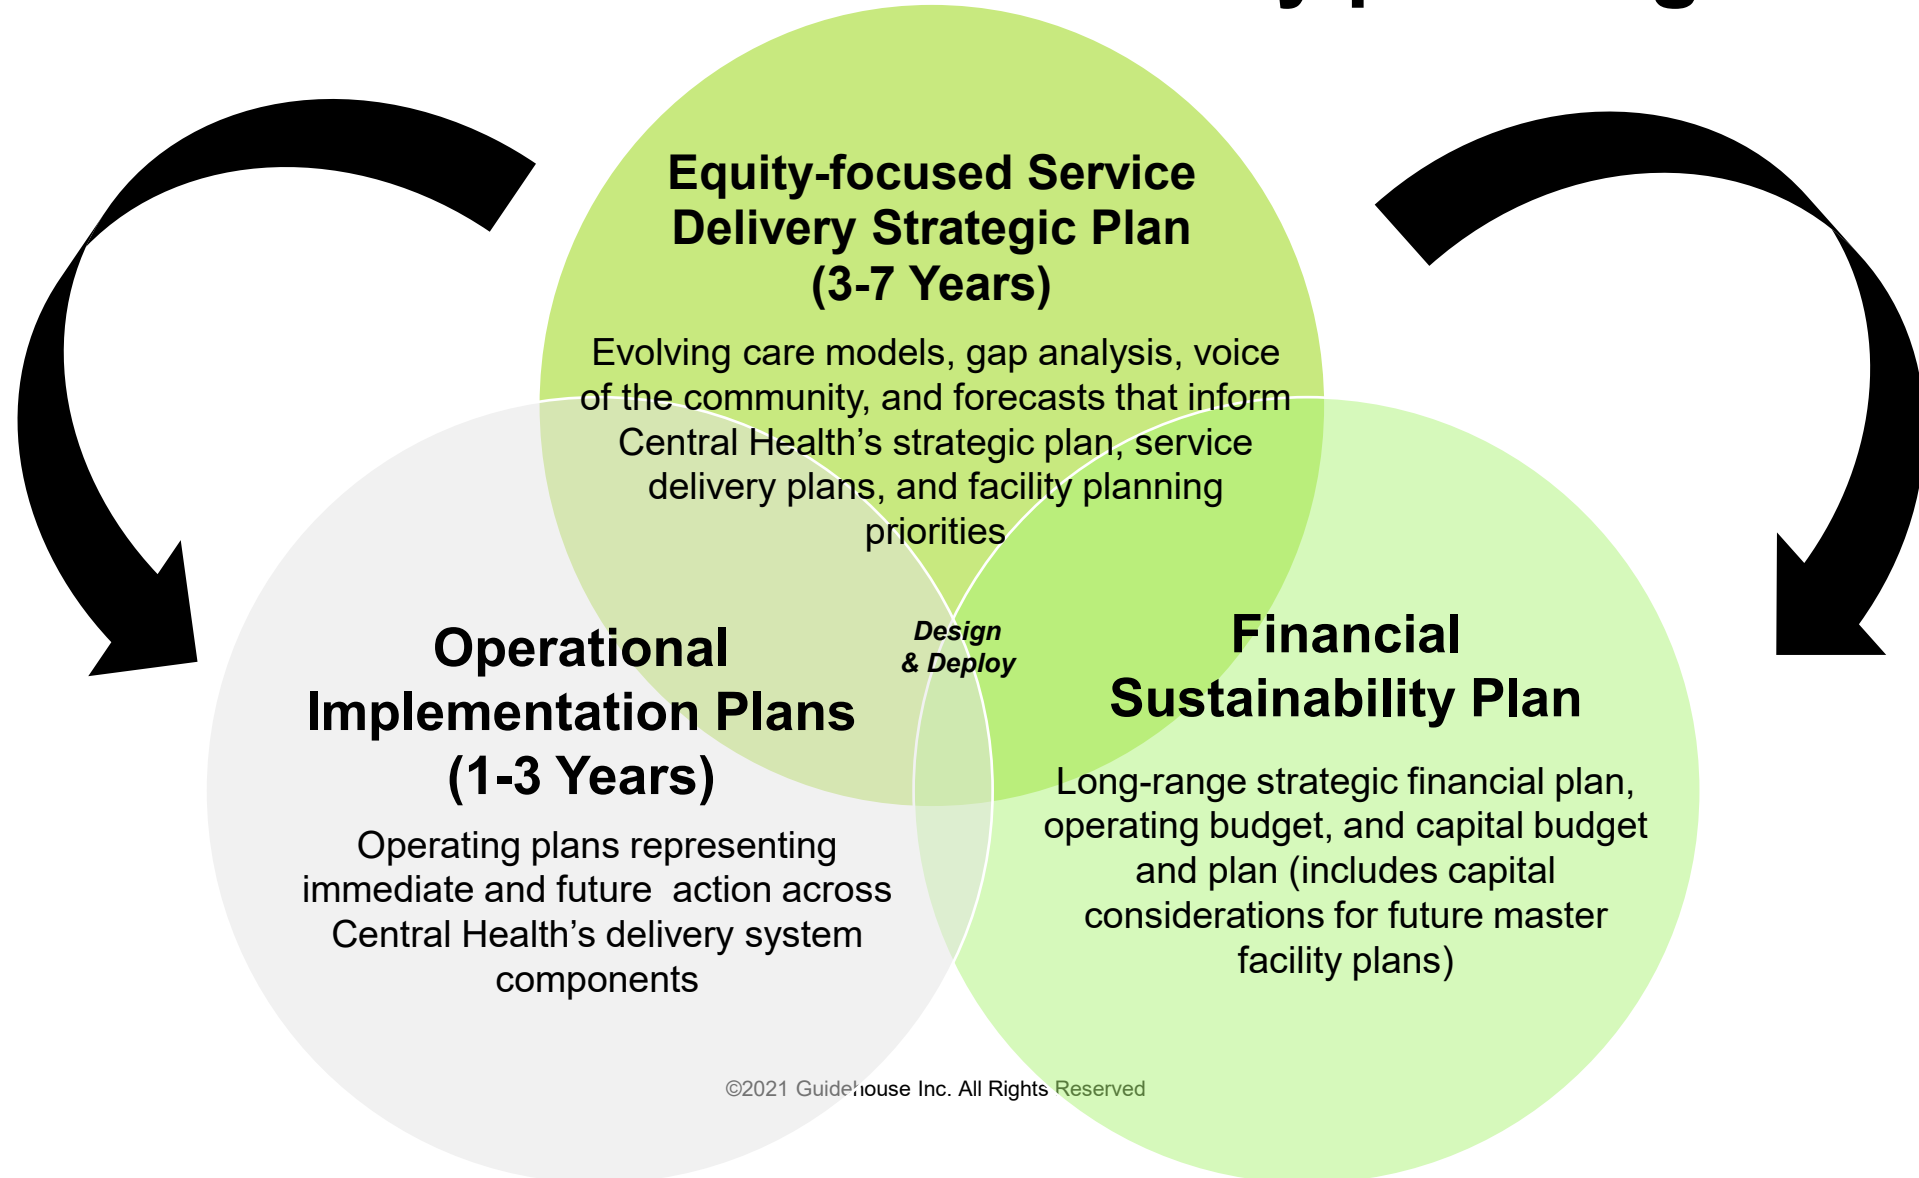 Equity-focused Service
Delivery Strategic Plan
(3-7 Years)
Evolving care models, gap analysis, voice
of the community, and forecasts that inform
Central Health’s strategic plan, service
delivery plans, and facility planning
priorities
Design
& Deploy
Operational
Implementation Plans
(1-3 Years)
Operating plans representing
immediate and future  action across
Central Health’s delivery system
components
Financial
Sustainability Plan
Long-range strategic financial plan,
operating budget, and capital budget
and plan (includes capital
considerations for future master
facility plans)
©2021 Guidehouse Inc. All Rights Reserved